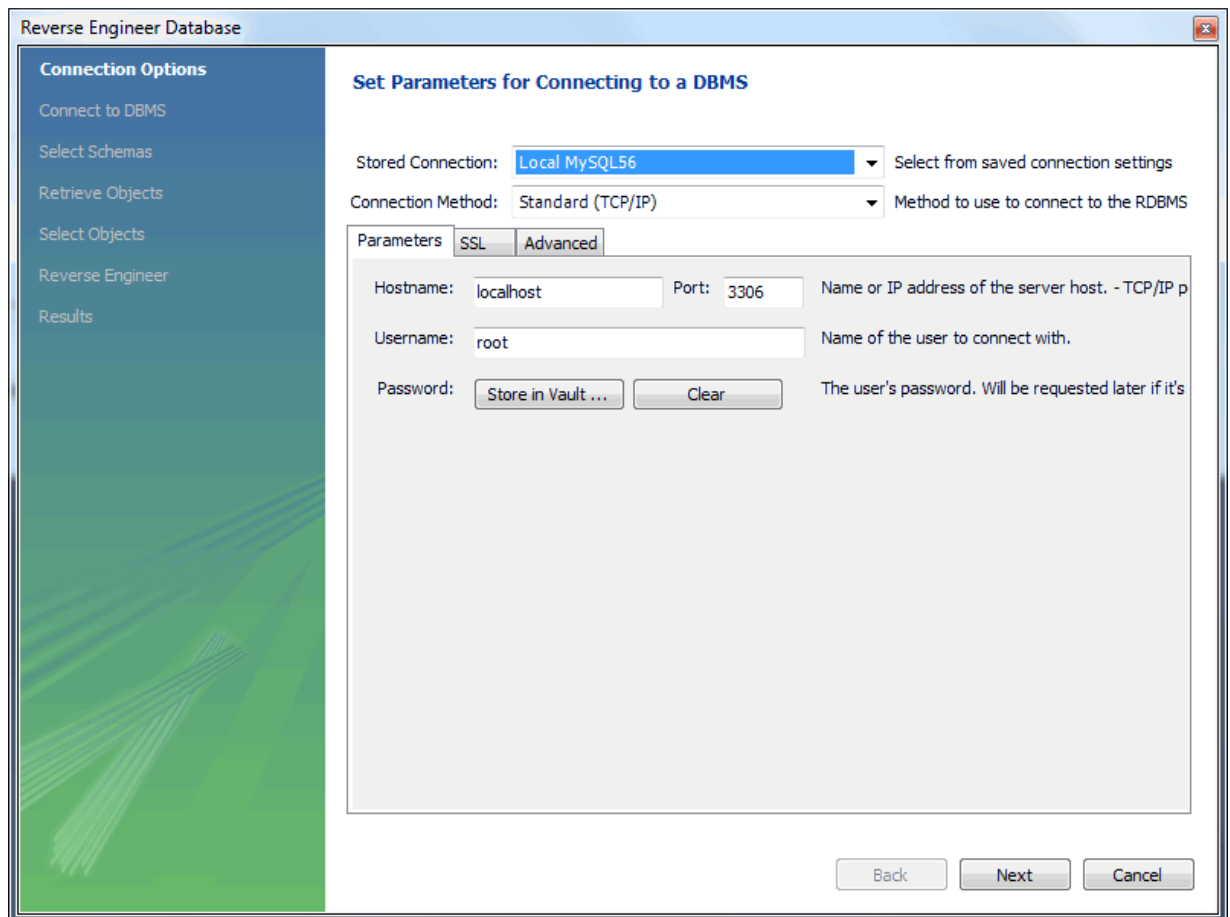 Reverse Engineer Database
Connection Options
Connect to DBMS
Select Schemas
Retrieve Objects
Select Objects
Reverse Engineer
Results
Set Parameters for Connecting to a DBMS
Stored Connection: Local MySQL56 Select from saved connection settings
Connection Method: Standard (TCP/IP) Method to use to connect to the RDBMS
Parameters SSL Advanced
Hostname: localhost Port: 3306 Name or IP address of the server host. - TCP/IP p
Username: root Name of the user to connect with.
Password: Store in Vault ... Clear The user's password. Will be requested later if it's
Back Next Cancel